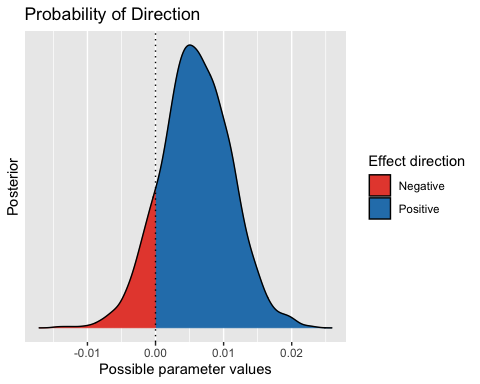 Probability of Direction
Posterior
Effect direction
Negative
Positive
-0.01 0.00 0.01 0.02
Possible parameter values